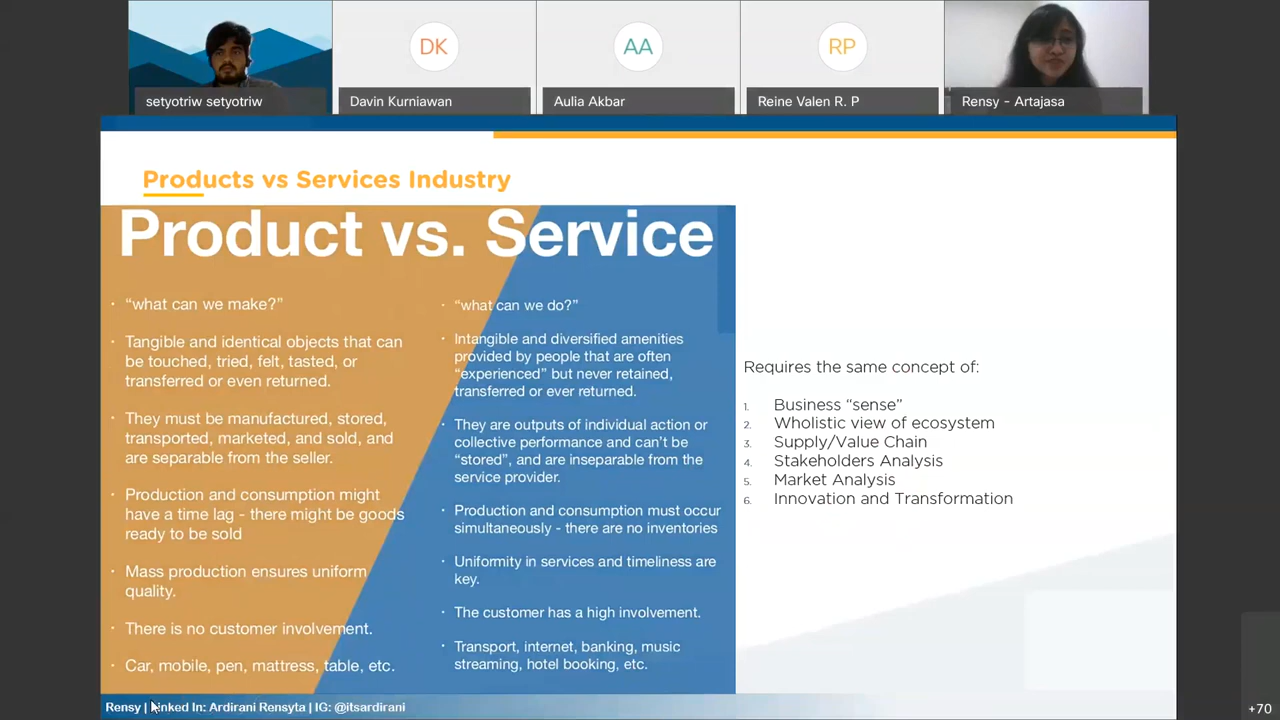 DK
AA
RP
setyotriw setyotriw
Davin Kurniawan
Aulia Akbar
Reine Valen R. P
Rensy - Artajasa
Products vs Services Industry
Product vs. Service
· “what can we make?”
· Tangible and identical objects that can
be touched, tried, felt, tasted, or
transferred or even returned.
· They must be manufactured, stored,
transported, marketed, and sold, and
are separable from the seller.
· Production and consumption might
have a time lag - there might be goods
ready to be sold
· Mass production ensures uniform
quality.
· There is no customer involvement.
· Car, mobile, pen, mattress, table, etc.
· “what can we do?”
· Intangible and diversified amenities
provided by people that are often
“experienced” but never retained,
transferred or ever returned.
· They are outputs of individual action or
collective performance and can’t be
“stored”, and are inseparable from the
service provider.
· Production and consumption must occur
simultaneously - there are no inventories
· Uniformity in services and timeliness are
key.
· The customer has a high involvement.
· Transport, internet, banking, music
streaming, hotel booking, etc.
Requires the same concept of:
1. Business “sense”
2. Wholistic view of ecosystem
3. Supply/Value Chain
4. Stakeholders Analysis
5. Market Analysis
6. Innovation and Transformation
Rensy | Linked In: Ardirani Rensyta | IG: @itsardirani
+70